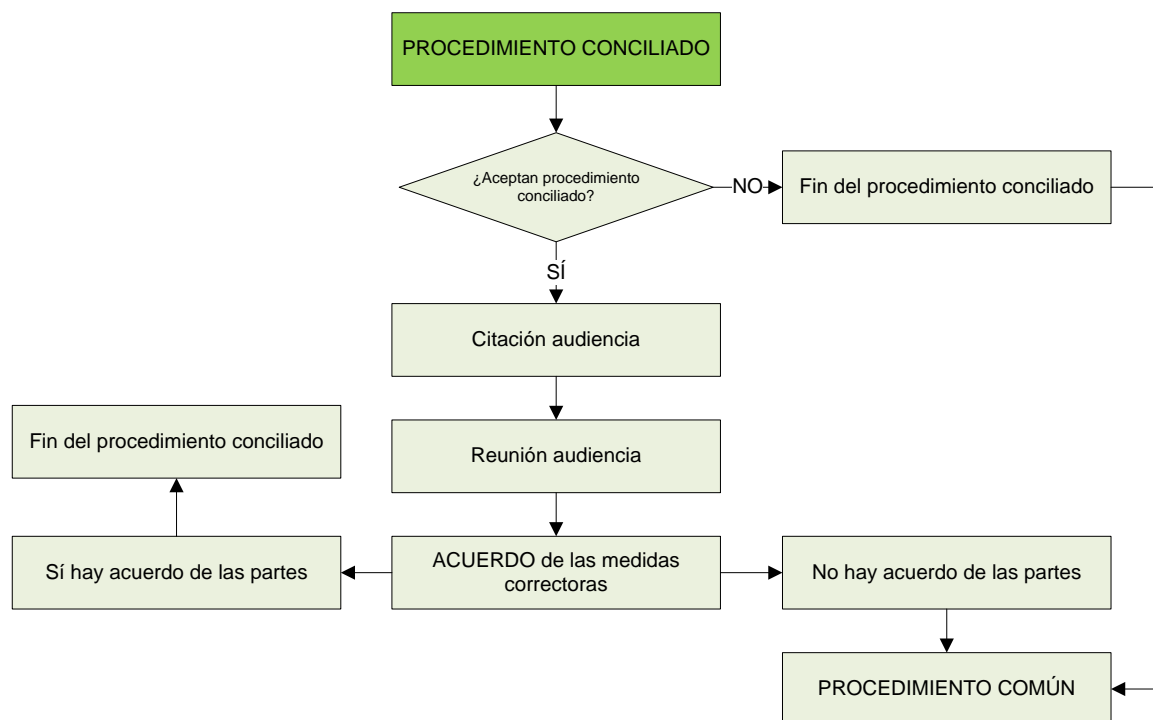 PROCEDIMIENTO CONCILIADO
¿Aceptan procedimiento
conciliado?
NO
Fin del procedimiento conciliado
SÍ
Citación audiencia
Fin del procedimiento conciliado
Reunión audiencia
Sí hay acuerdo de las partes
ACUERDO de las medidas
correctoras
No hay acuerdo de las partes
PROCEDIMIENTO COMÚN